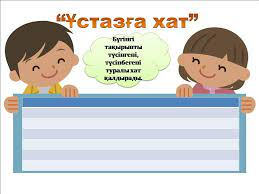 “Ұстазға хат”
Бүгінгі
тақырыпты
түсінгені,
түсінбегені
туралы хат
қалдырады.